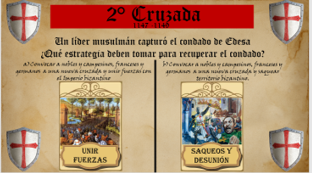 2º Cruzada
1147-1149
Un líder musulmán capturó el condado de Edesa
¿Qué estrategia deben tomar para recuperar el condado?
a) Convocar a nobles y campesinos, franceses y
germanos a una nueva cruzada y unir fuerzas con
el Imperio bizantino.
b) Convocar a nobles y campesinos, franceses y
germanos a una nueva cruzada y saquear
territorio bizantino.
UNIR
FUERZAS
SAQUEOS Y
DESUNIÓN